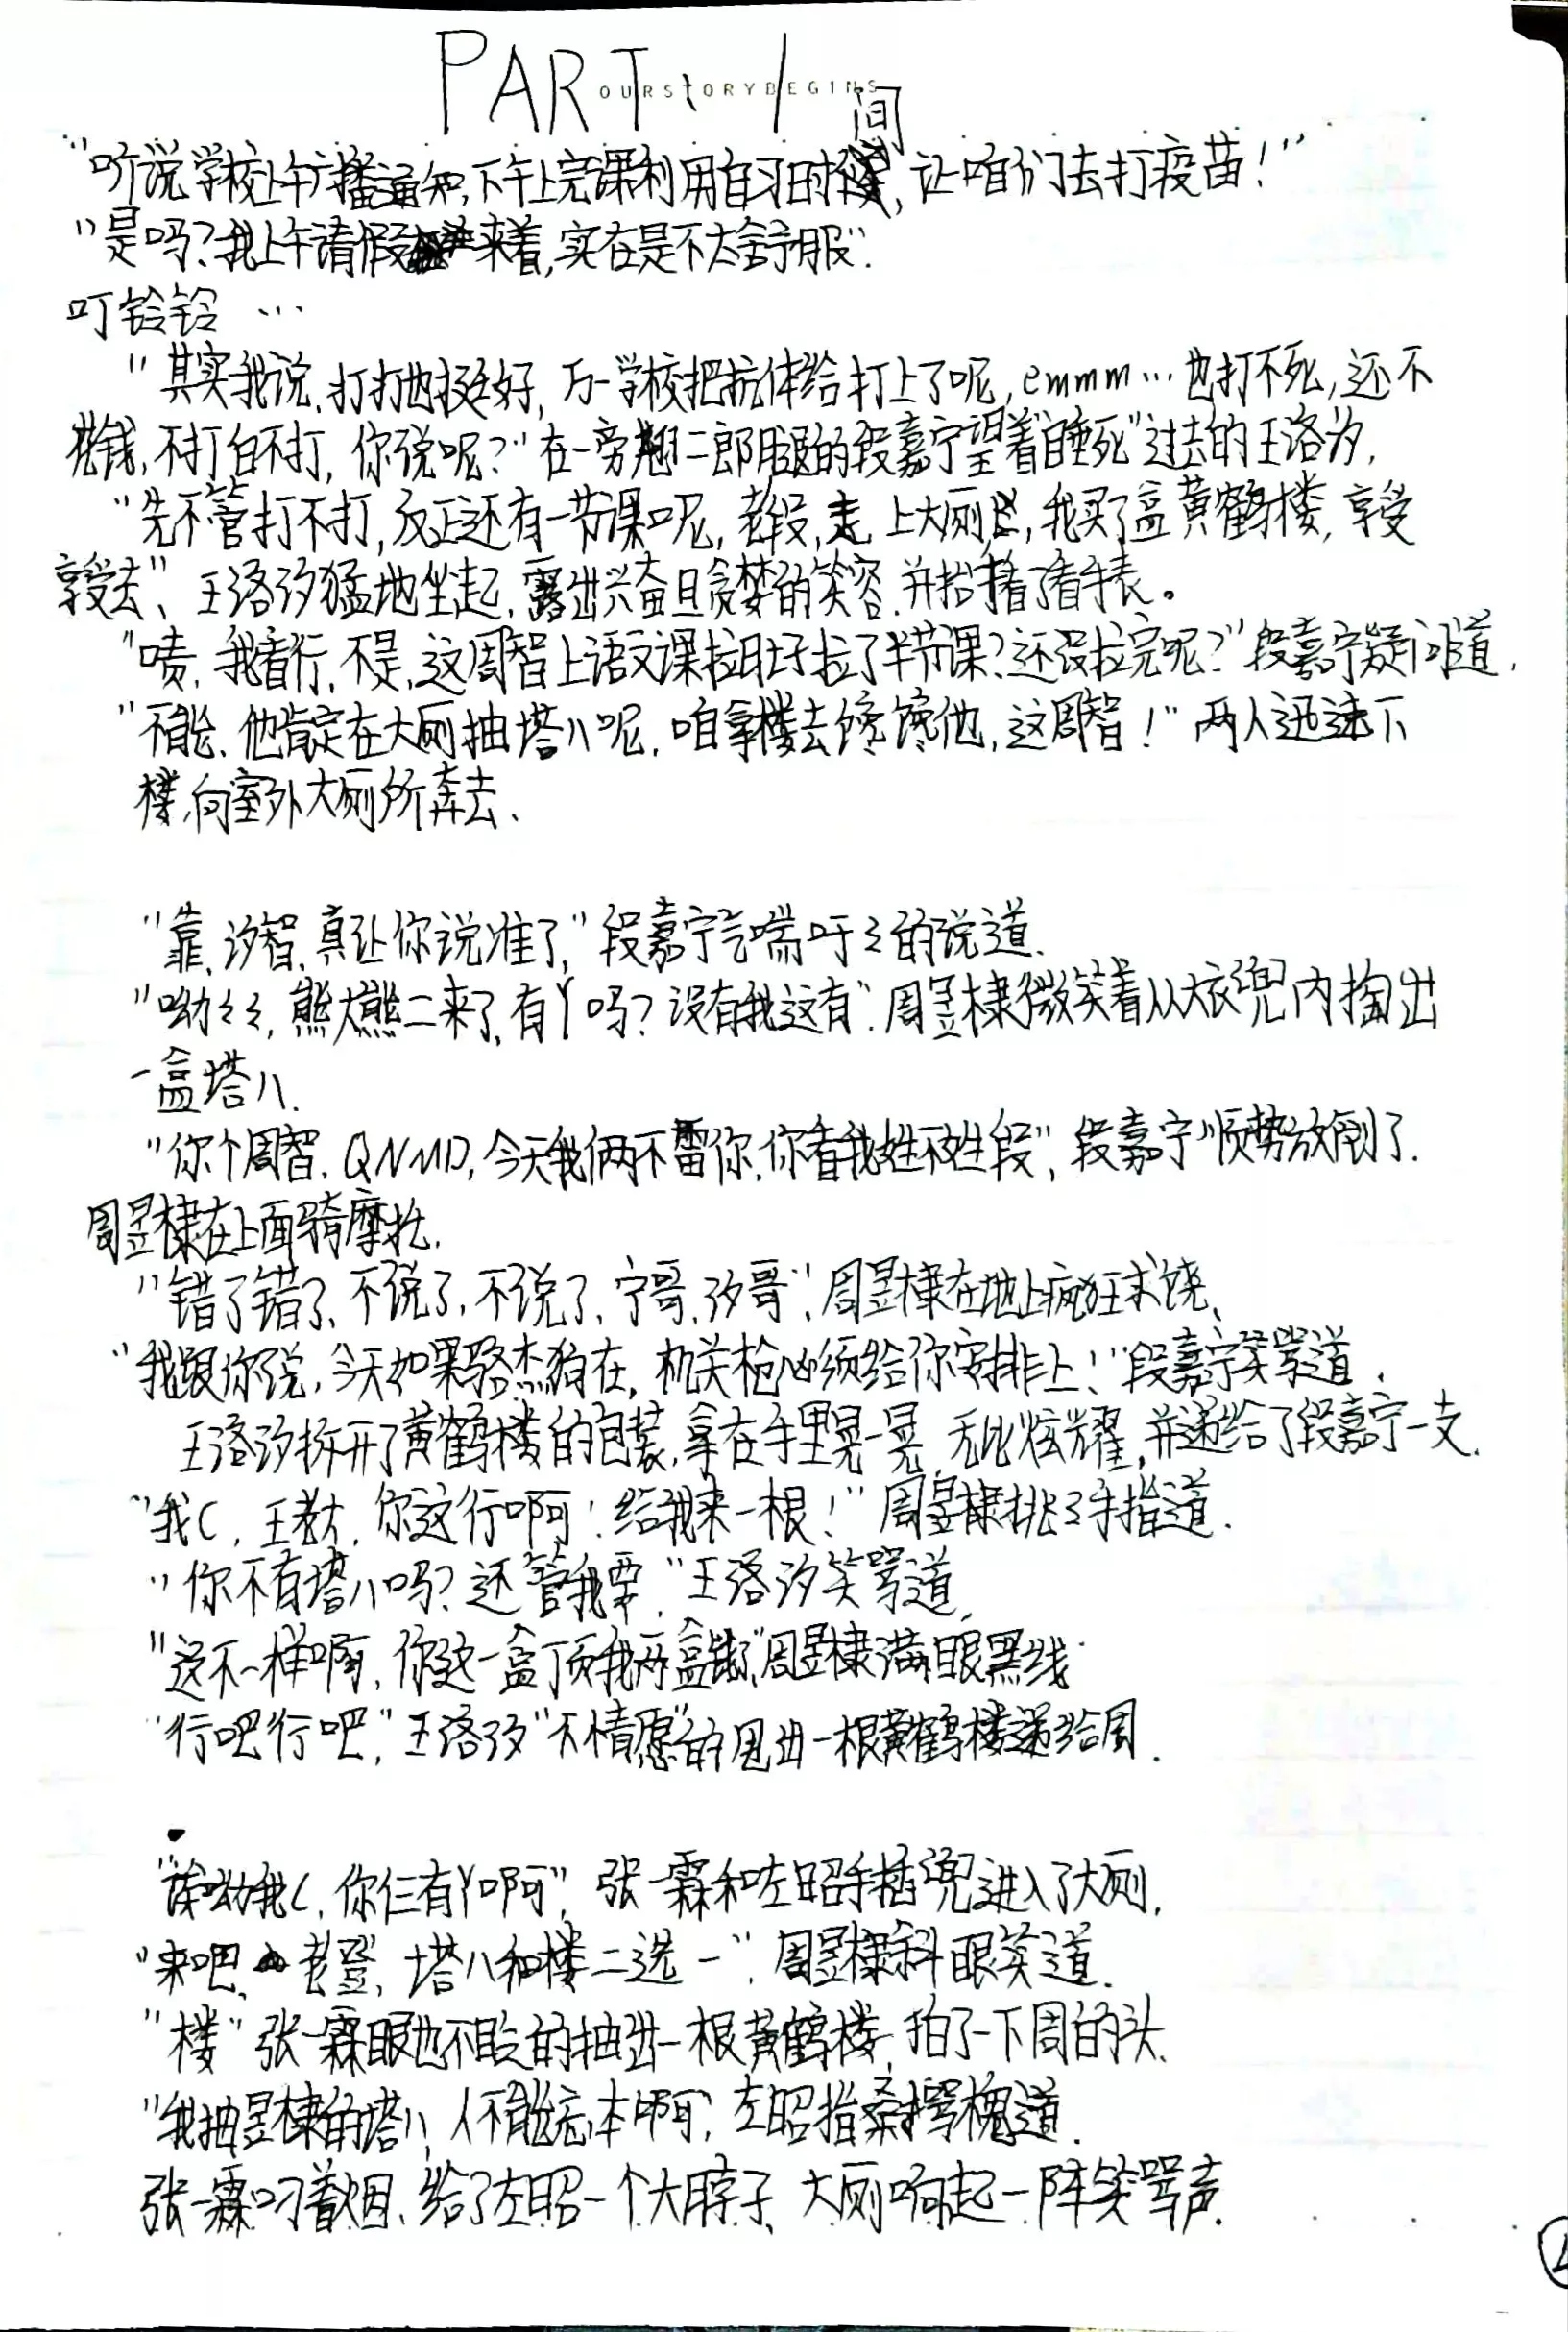 PART. 1
OURSTORYBEGINS
间
"听说学校上午广播通知,下午上完课利用自习时,让咱们去打疫苗!"
"是吗?我上午请假来着,实在是不太舒服".
叮铃铃 …
"其实我说,打打也挺好,万一学校把抗体给打上了呢,emmm…也打不死,还不
花钱,不打白不打,你说呢?"在一旁翘二郎腿的段嘉宁望着"睡死"过去的王洛汐,
"先不管打不打,反正还有一节课呢,老段,走,上大厕,我买了盒黄鹤楼,享受
享受去"、王洛汐猛地坐起,露出兴奋且贪婪的笑容,并抬手看了看手表。
"啧,我看行,不是,这周智上语文课拉肚子拉了半节课?还没拉完呢?"段嘉宁疑问道,
"不能,他肯定在大厕抽塔八呢,咱拿楼去馋馋他,这周智!"两人迅速下
楼,向室外大厕所奔去、
"靠,汐智,真让你说准了,"段嘉宁气喘吁々的说道、
"呦々々,熊大熊二来了,有丫吗?没有我这有",周昱棣微笑着从大衣兜内掏出
一盒塔八、
"你个周智,QNMD,今天我俩不雷你,你看我姓不姓段",段嘉宁顺势放倒了.
周昱棣在上面骑摩托.
"错了错了、不说了,不说了、宁哥,汐哥",周昱棣在地上疯狂求饶、
"我跟你说,今天如果骆杰狗在,机关枪必须给你安排上!"段嘉宁笑骂道,
王洛汐拆开了黄鹤楼的包装,拿在手里晃一晃,无比炫耀,并递给了段嘉宁一支.
"我C,王老大,你这行啊!给我来一根!"周昱棣挑了手指道.
"你不有塔八吗?还管我要,"王洛汐笑骂道,
"这不一样啊,你这一盒顶我两盒",周昱棣满眼黑线
"行吧行吧,"王洛汐"不情愿"的甩出一根黄鹤楼递给周.
"诶呦我C,你仨有丫啊",张一霖和左昭手插兜进入了大厕,
"来吧,老登,塔八和楼二选一",周昱棣斜眼笑道.
"楼"张一霖眼也不眨的抽出一根黄鹤楼,拍了一下周的头.
"我抽昱棣的塔八,人不能忘本啊",左昭指桑骂槐道.
张一霖叼着烟,给了左昭一个大脖子,大厕响起一阵笑骂声.